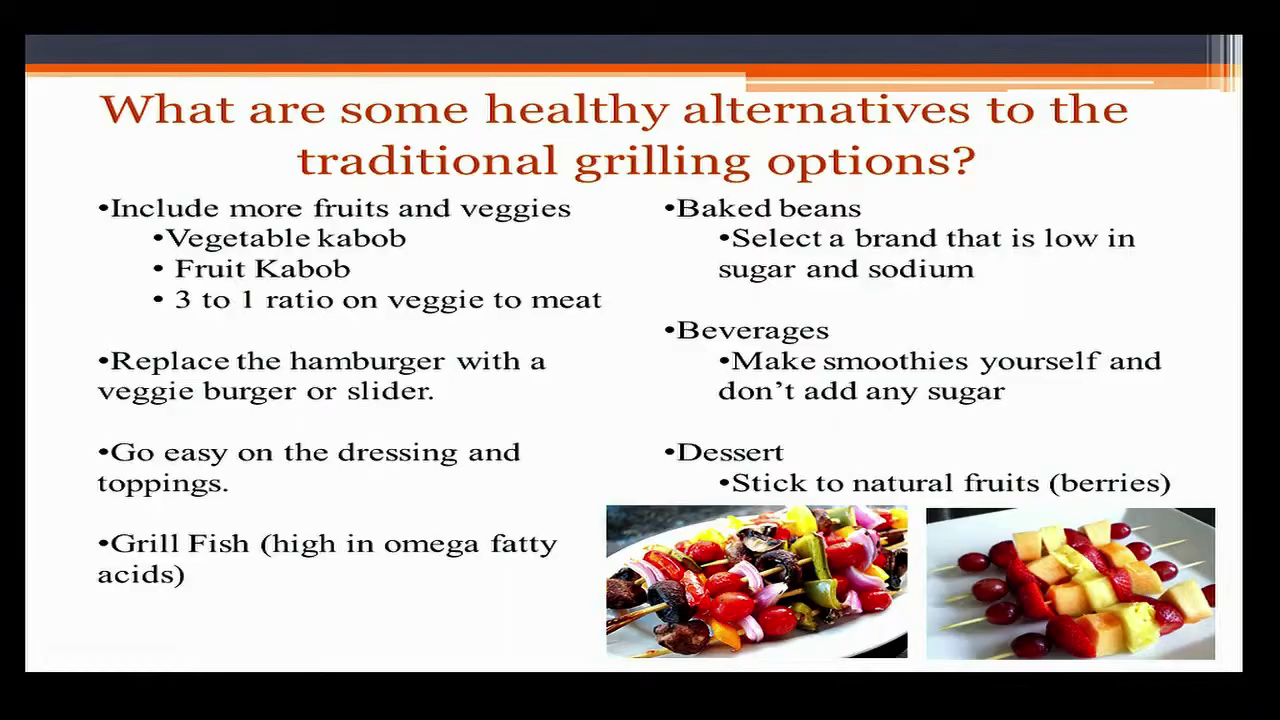 What are some healthy alternatives to the
traditional grilling options?
•Include more fruits and veggies
•Vegetable kabob
• Fruit Kabob
• 3 to 1 ratio on veggie to meat
•Replace the hamburger with a
veggie burger or slider.
•Go easy on the dressing and
toppings.
•Grill Fish (high in omega fatty
acids)
•Baked beans
•Select a brand that is low in
sugar and sodium
•Beverages
•Make smoothies yourself and
don’t add any sugar
•Dessert
•Stick to natural fruits (berries)